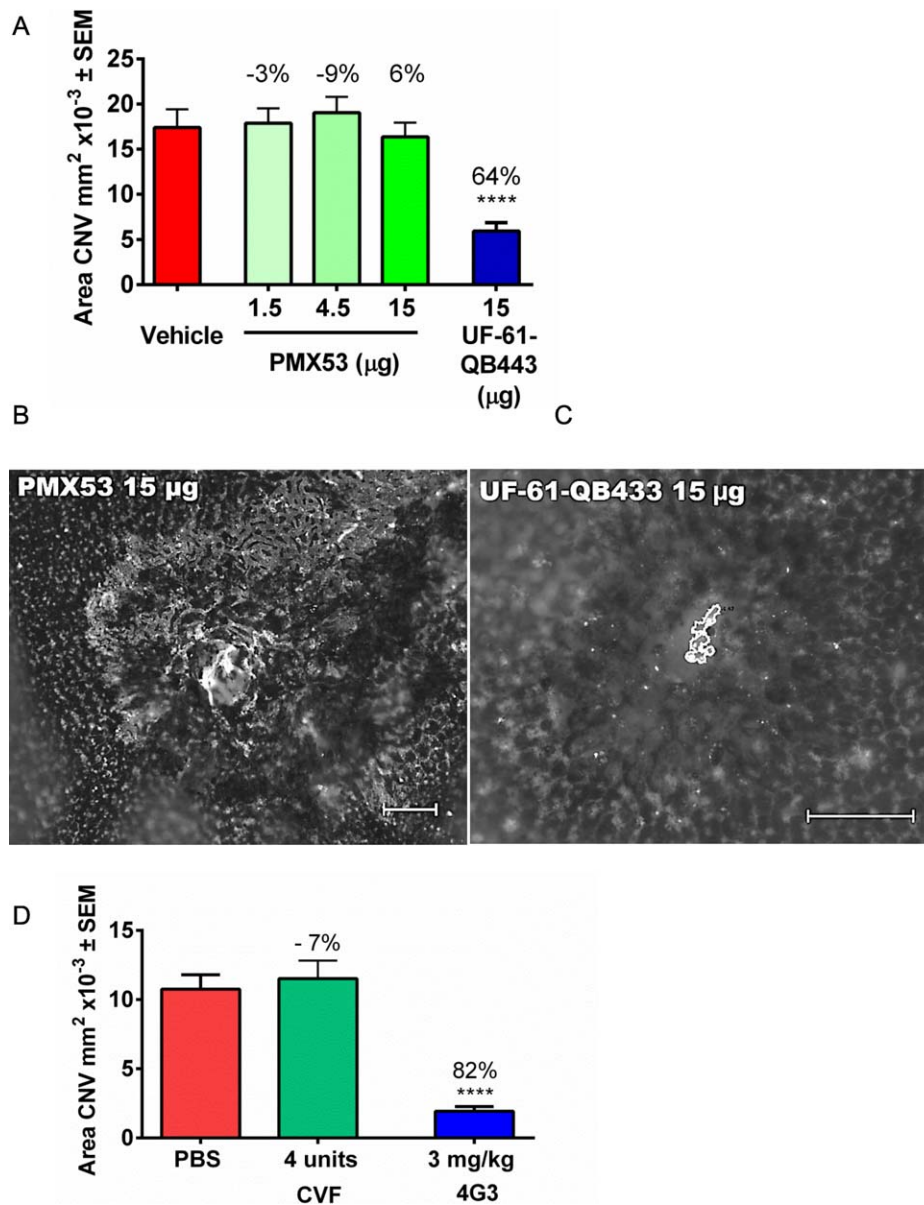 A
Area CNV mm² x10⁻³ ± SEM
25
20
15
10
5
0
-3%
-9%
6%
64%
****
1.5
4.5
15
15
Vehicle
PMX53 (µg)
UF-61-
QB443
(µg)
B
C
PMX53 15 µg
UF-61-QB433 15 µg
D
Area CNV mm² x10⁻³ ± SEM
15
10
5
0
- 7%
82%
****
PBS
4 units
3 mg/kg
CVF
4G3